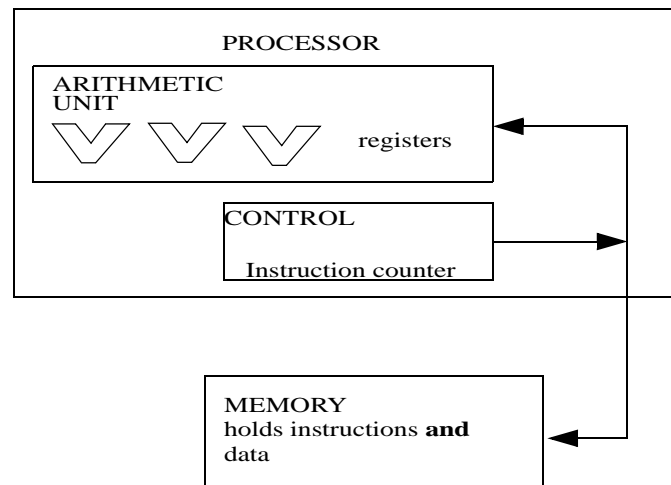 PROCESSOR
ARITHMETIC
UNIT
registers
CONTROL
Instruction counter
MEMORY
holds instructions and
data